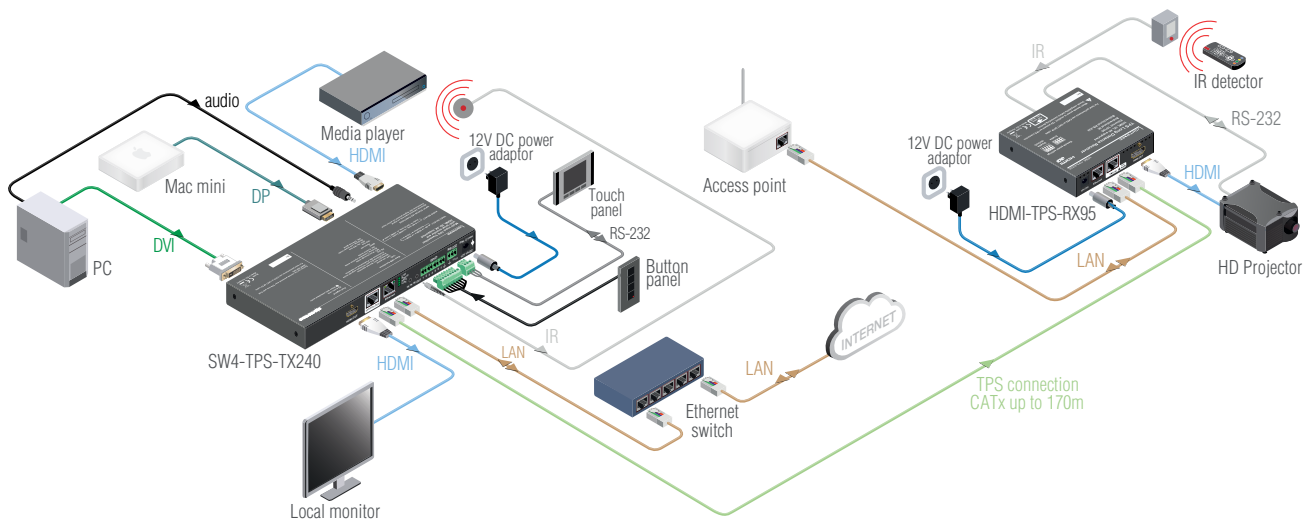 audio
Media player
HDMI
Mac mini
DP
PC
DVI
SW4-TPS-TX240
HDMI
Local monitor
12V DC power
adaptor
Touch
panel
RS-232
Button
panel
IR
LAN
Ethernet
switch
LAN
INTERNET
Access point
12V DC power
adaptor
IR
IR detector
RS-232
HDMI-TPS-RX95
HDMI
HD Projector
LAN
TPS connection
CATx up to 170m